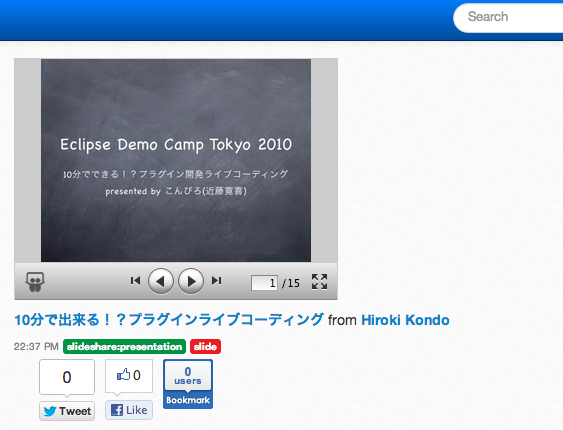 Search
Eclipse Demo Camp Tokyo 2010
10分でできる！？プラグイン開発ライブコーディング
presented by こんぴろ(近藤寛喜)
1 /15
10分で出来る！？プラグインライブコーディング from Hiroki Kondo
22:37 PM slideshare:presentation slide
0 0 0 users
Tweet Like Bookmark